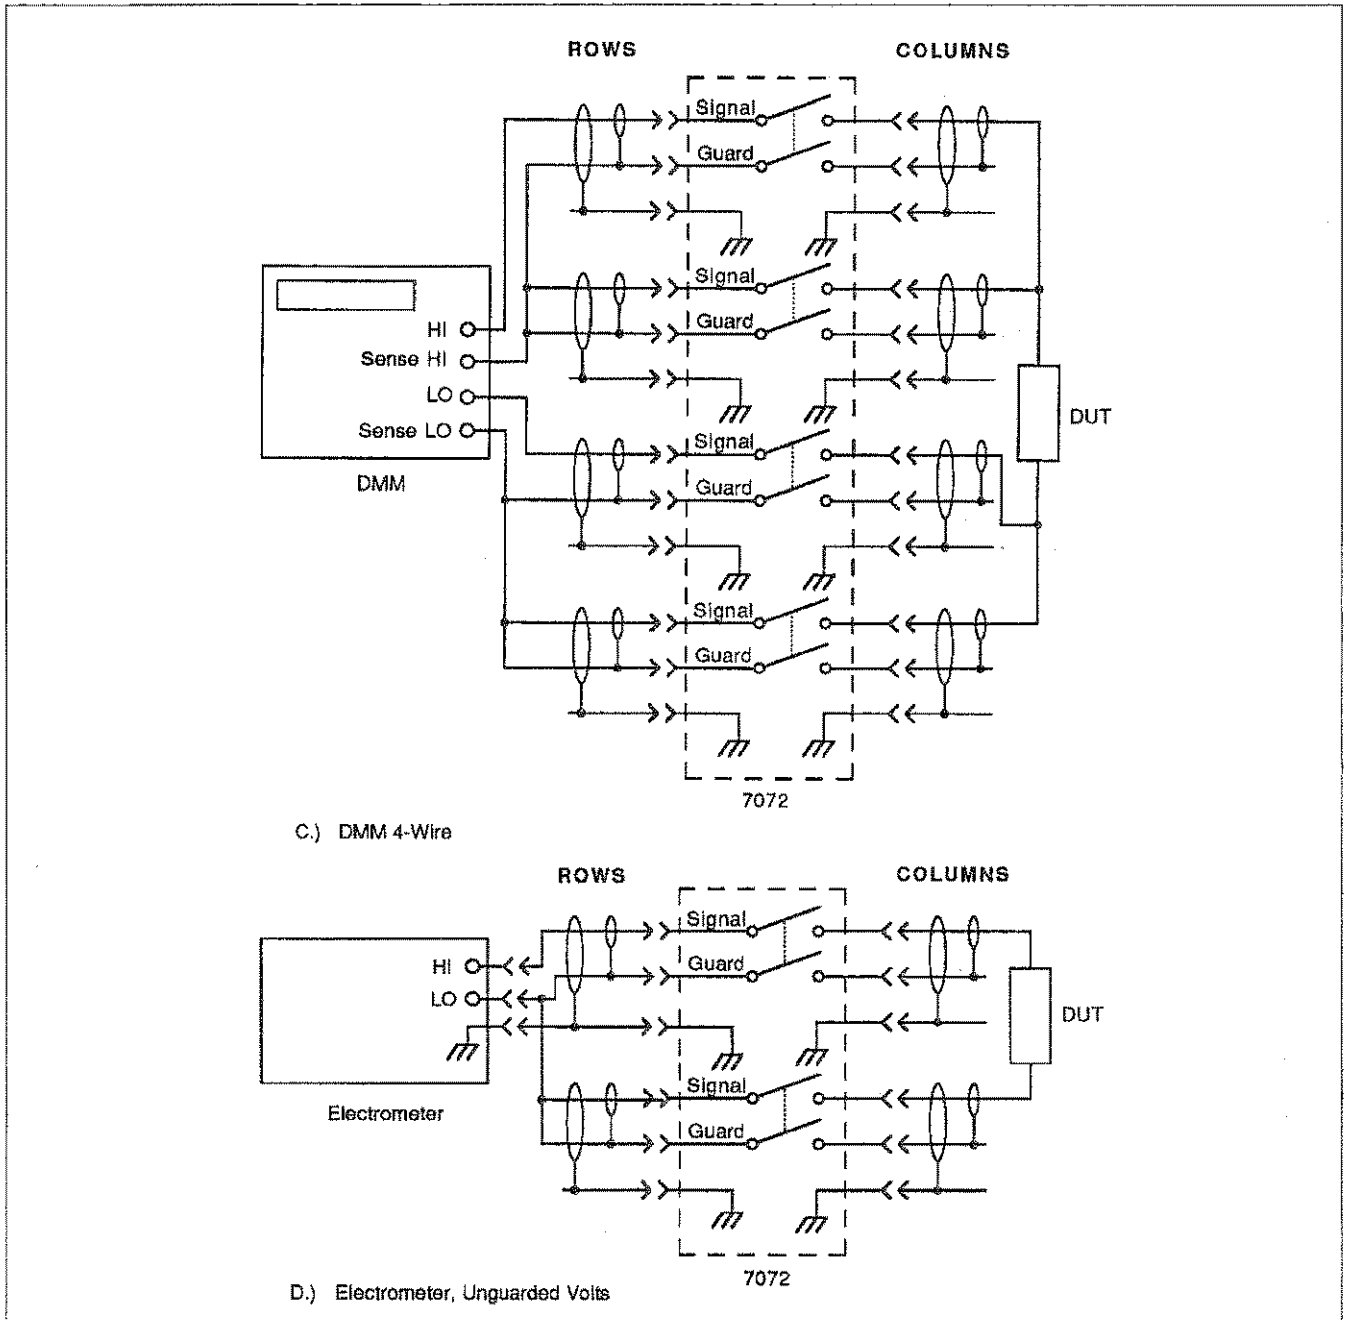 ROWS
COLUMNS
Signal
Guard
Signal
Guard
HI
Sense HI
LO
Sense LO
DMM
DUT
Signal
Guard
Signal
Guard
7072
C.) DMM 4-Wire
ROWS
COLUMNS
Signal
HI
Guard
LO
DUT
Signal
Electrometer
Guard
7072
D.) Electrometer, Unguarded Volts